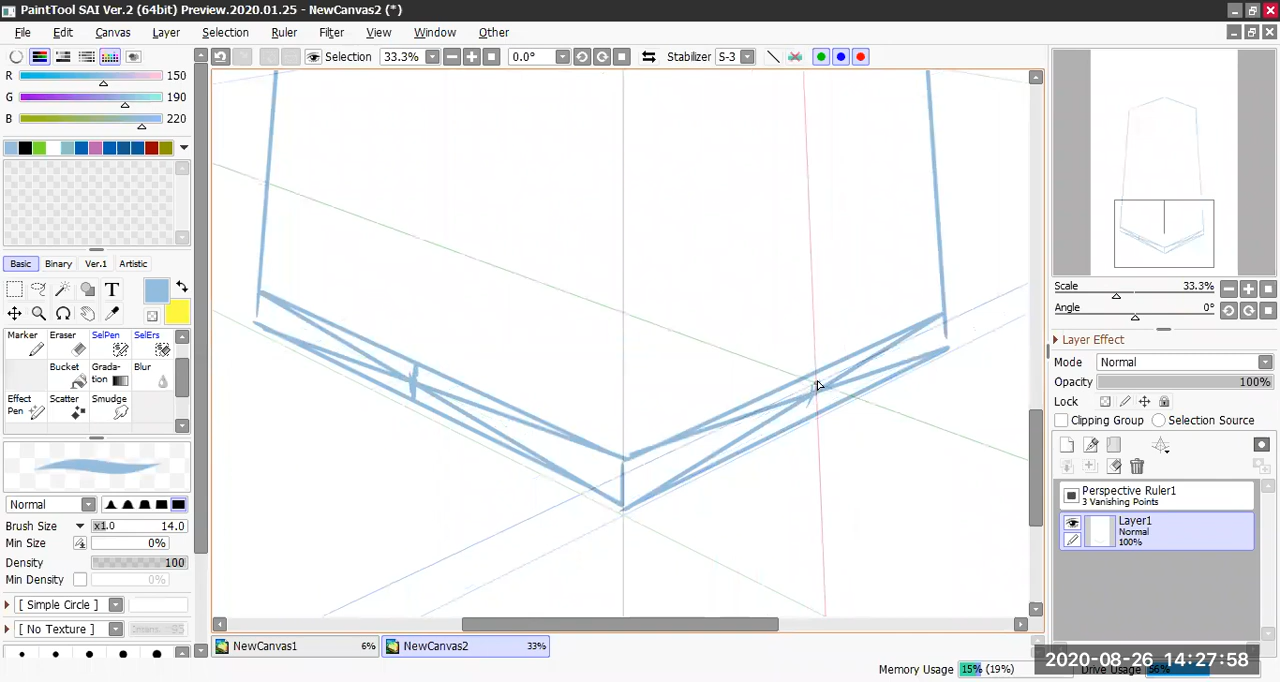 PaintTool SAI Ver.2 (64bit) Preview.2020.01.25 - NewCanvas2 (*)
File Edit Canvas Layer Selection Ruler Filter View Window Other
Selection 33.3% 0.0° Stabilizer S-3
R 150
G 190
B 220
Basic Binary Ver.1 Artistic
T
Marker Eraser SelPen SelErs
Bucket Grada-tion Blur
Effect Pen Scatter Smudge
Normal
Brush Size x1.0 14.0
Min Size 0%
Density 100
Min Density 0%
[ Simple Circle ]
[ No Texture ] 95
NewCanvas1 6% NewCanvas2 33%
Scale 33.3%
Angle 0°
Layer Effect
Mode Normal
Opacity 100%
Lock
Clipping Group Selection Source
Perspective Ruler1
3 Vanishing Points
Layer1
Normal
100%
Memory Usage 15% (19%) Drive Usage 56%
2020-08-26 14:27:58